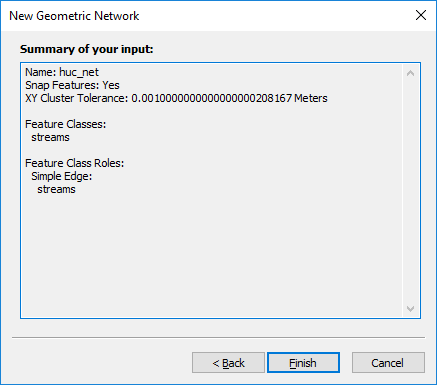 New Geometric Network
Summary of your input:
Name: huc_net
Snap Features: Yes
XY Cluster Tolerance: 0.0010000000000000000208167 Meters
Feature Classes:
streams
Feature Class Roles:
Simple Edge:
streams
< Back
Finish
Cancel